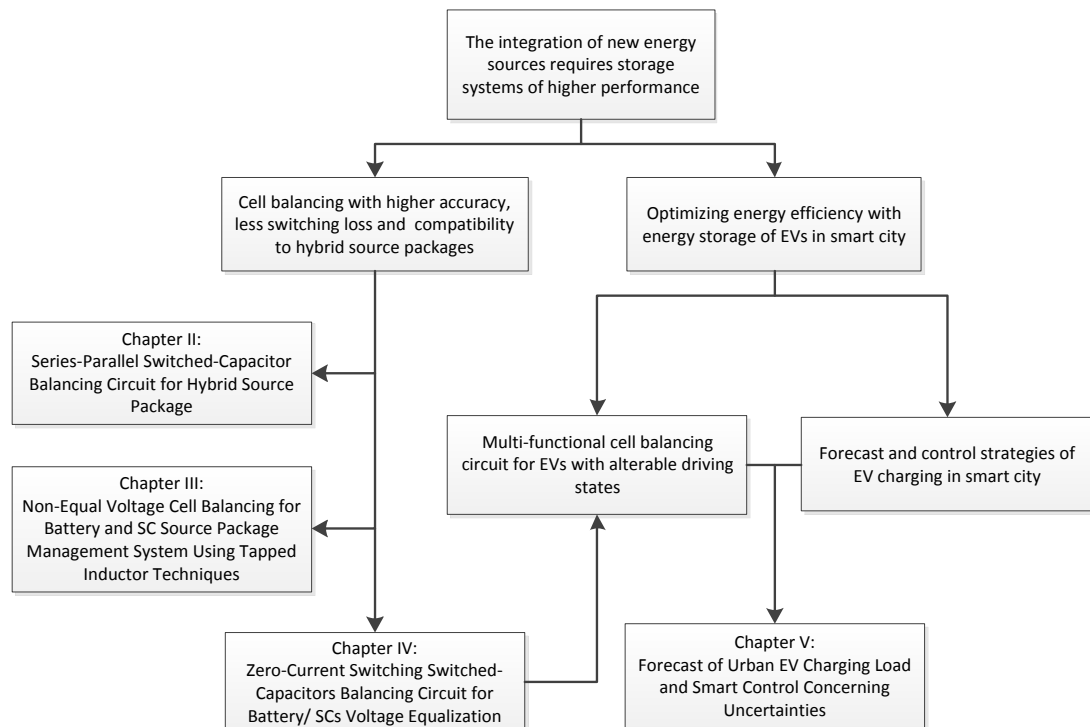 The integration of new energy
sources requires storage
systems of higher performance
Cell balancing with higher accuracy,
less switching loss and compatibility
to hybrid source packages
Optimizing energy efficiency with
energy storage of EVs in smart city
Chapter II:
Series-Parallel Switched-Capacitor
Balancing Circuit for Hybrid Source
Package
Multi-functional cell balancing
circuit for EVs with alterable driving
states
Forecast and control strategies of
EV charging in smart city
Chapter III:
Non-Equal Voltage Cell Balancing for
Battery and SC Source Package
Management System Using Tapped
Inductor Techniques
Chapter IV:
Zero-Current Switching Switched-
Capacitors Balancing Circuit for
Battery/ SCs Voltage Equalization
Chapter V:
Forecast of Urban EV Charging Load
and Smart Control Concerning
Uncertainties